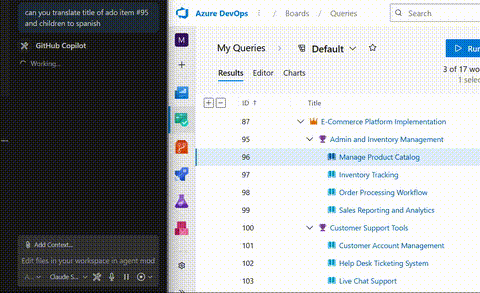 can you translate title of ado item #95
and children to spanish
GitHub Copilot
Working...
Add Context...
Edit files in your workspace in agent mod
A...
Claude S...
Azure DevOps
/
Boards
/
Queries
Search
M
My Queries
Default
Run
Results
Editor
Charts
3 of 17 wo
1 selec
ID
Title
87
E-Commerce Platform Implementation
95
Admin and Inventory Management
96
Manage Product Catalog
97
Inventory Tracking
98
Order Processing Workflow
99
Sales Reporting and Analytics
100
Customer Support Tools
101
Customer Account Management
102
Help Desk Ticketing System
103
Live Chat Support